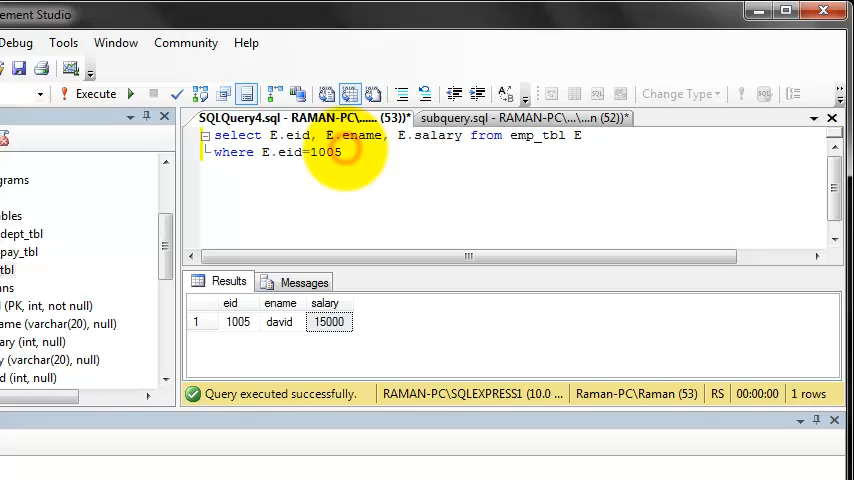 ement Studio
Debug Tools Window Community Help
Execute
Change Type
SQLQuery4.sql - RAMAN-PC\...... (53))* subquery.sql - RAMAN-PC\...\...n (52))*
select E.eid, E.ename, E.salary from emp_tbl E
where E.eid=1005
grams
bles
dept_tbl
pay_tbl
tbl
ns
l (PK, int, not null)
ame (varchar(20), null)
ary (int, null)
y (varchar(20), null)
d (int, null)
Results Messages
eid ename salary
1 1005 david 15000
Query executed successfully. RAMAN-PC\SQLEXPRESS1 (10.0 ... Raman-PC\Raman (53) RS 00:00:00 1 rows